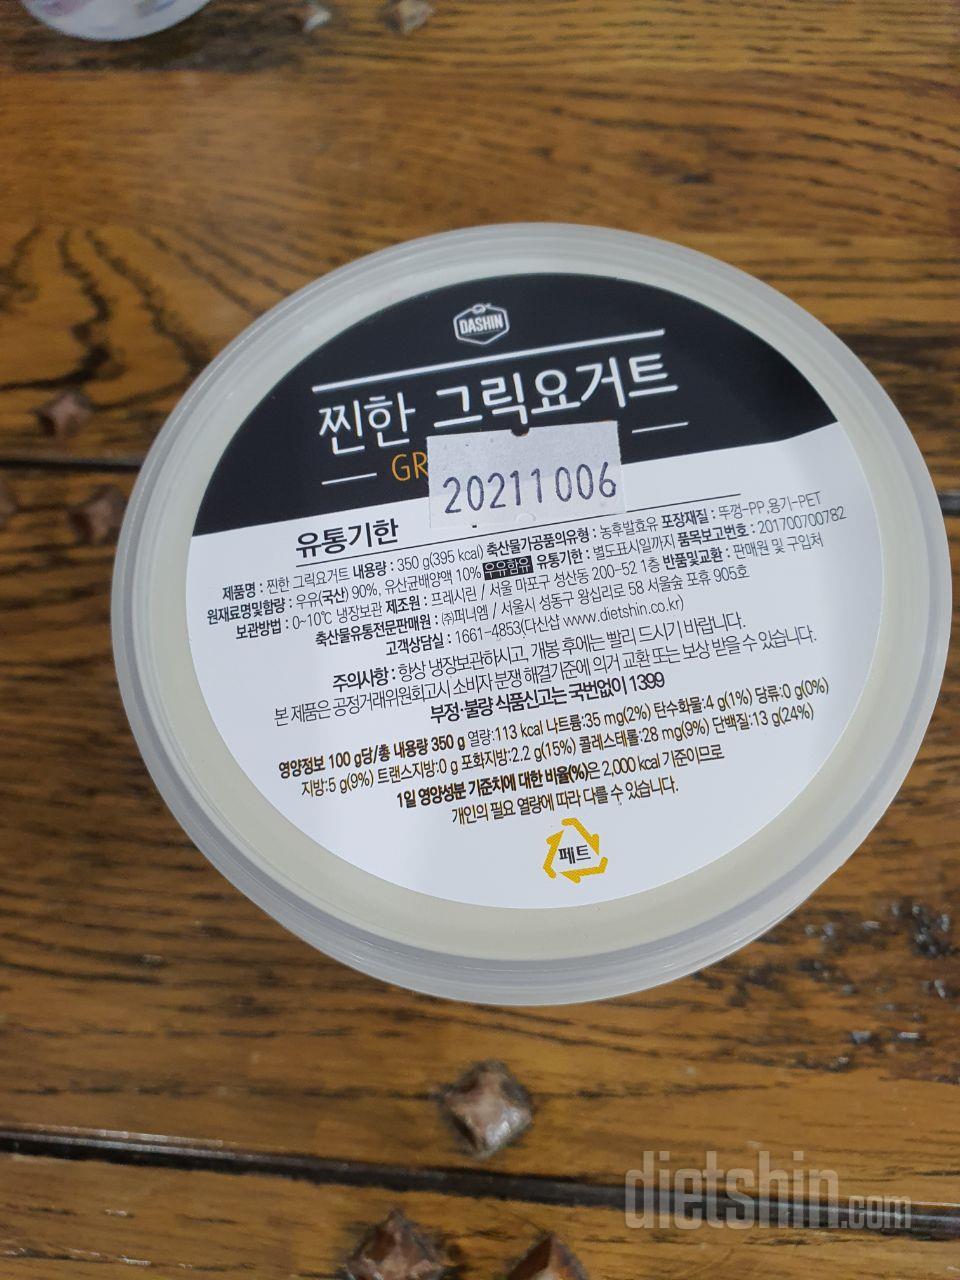 DASHIN
찐한 그릭요거트
GR
20211006
유통기한
제품명 : 찐한 그릭요거트 내용량 : 350 g(395 kcal) 축산물가공품의유형 : 농후발효유 포장재질 : 뚜껑-PP,용기-PET
원재료명및함량 : 우유(국산) 90%, 유산균배양액 10% 우유함유 유통기한 : 별도표시일까지 품목보고번호 : 201700700782
보관방법 : 0~10℃ 냉장보관 제조원 : 프레시린 / 서울 마포구 성산동 200-52 1층 반품및교환 : 판매원 및 구입처
축산물유통전문판매원 : ㈜피나엠 / 서울시 성동구 왕십리로 58 서울숲 포휴 905호
고객상담실 : 1661-4853(다신샵 www.dietshin.co.kr)
주의사항 : 항상 냉장보관하시고, 개봉 후에는 빨리 드시기 바랍니다.
본 제품은 공정거래위원회고시 소비자 분쟁 해결기준에 의거 교환 또는 보상 받을 수 있습니다.
부정·불량 식품신고는 국번없이 1399
영양정보 100 g당/총 내용량 350 g 열량:113 kcal 나트륨:35 mg(2%) 탄수화물:4 g(1%) 당류:0 g(0%)
지방:5 g(9%) 트랜스지방:0 g 포화지방:2.2 g(15%) 콜레스테롤:28 mg(9%) 단백질:13 g(24%)
1일 영양성분 기준치에 대한 비율(%)은 2,000 kcal 기준이므로
개인의 필요 열량에 따라 다를 수 있습니다.
페트
dietshin.com